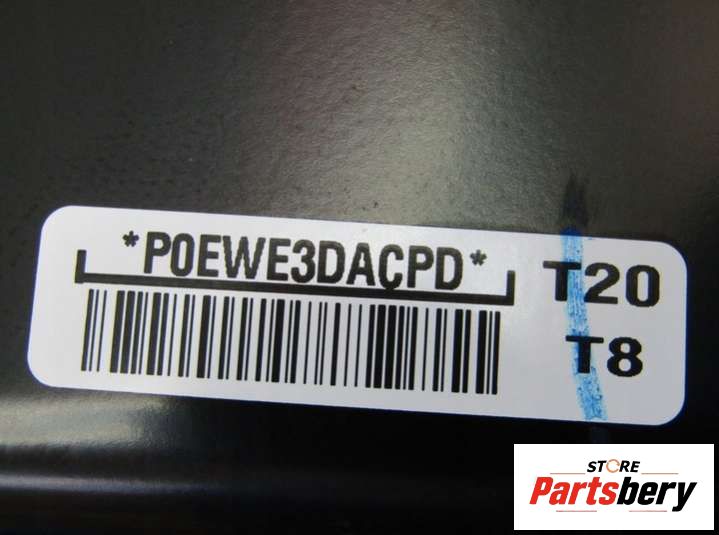 *P0EWE3DACPD*
T20
T8
STORE
Partsbery